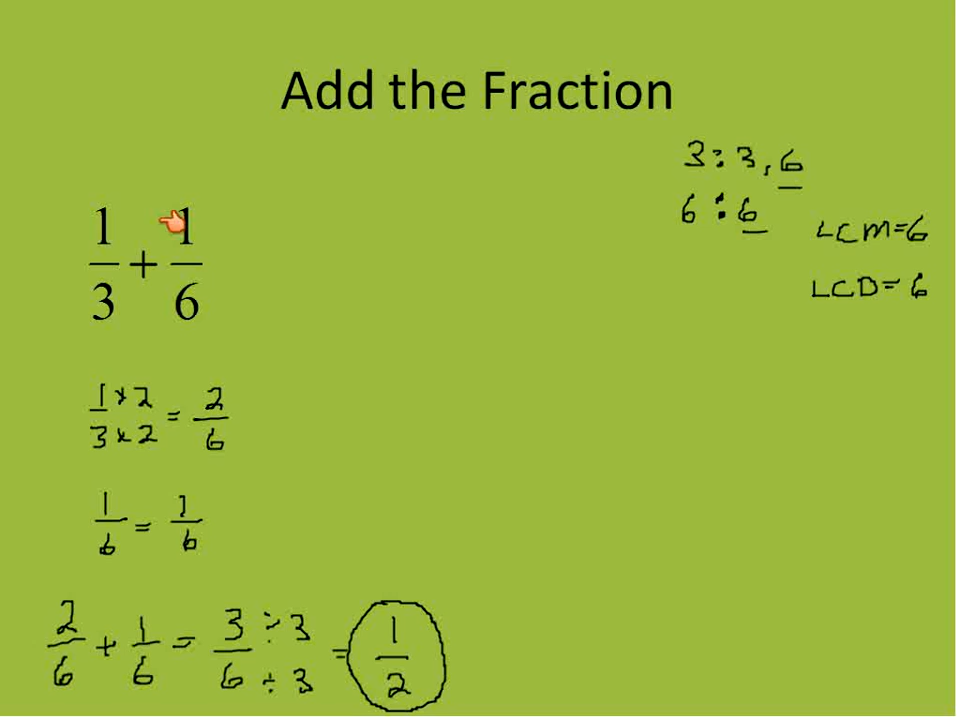 Add the Fraction
3 : 3, 6
6 : 6
LCM = 6
LCD = 6
1/3 + 1/6
1 × 2 / 3 × 2 = 2/6
1/6 = 1/6
2/6 + 1/6 = 3 ÷ 3 / 6 ÷ 3 = 1/2